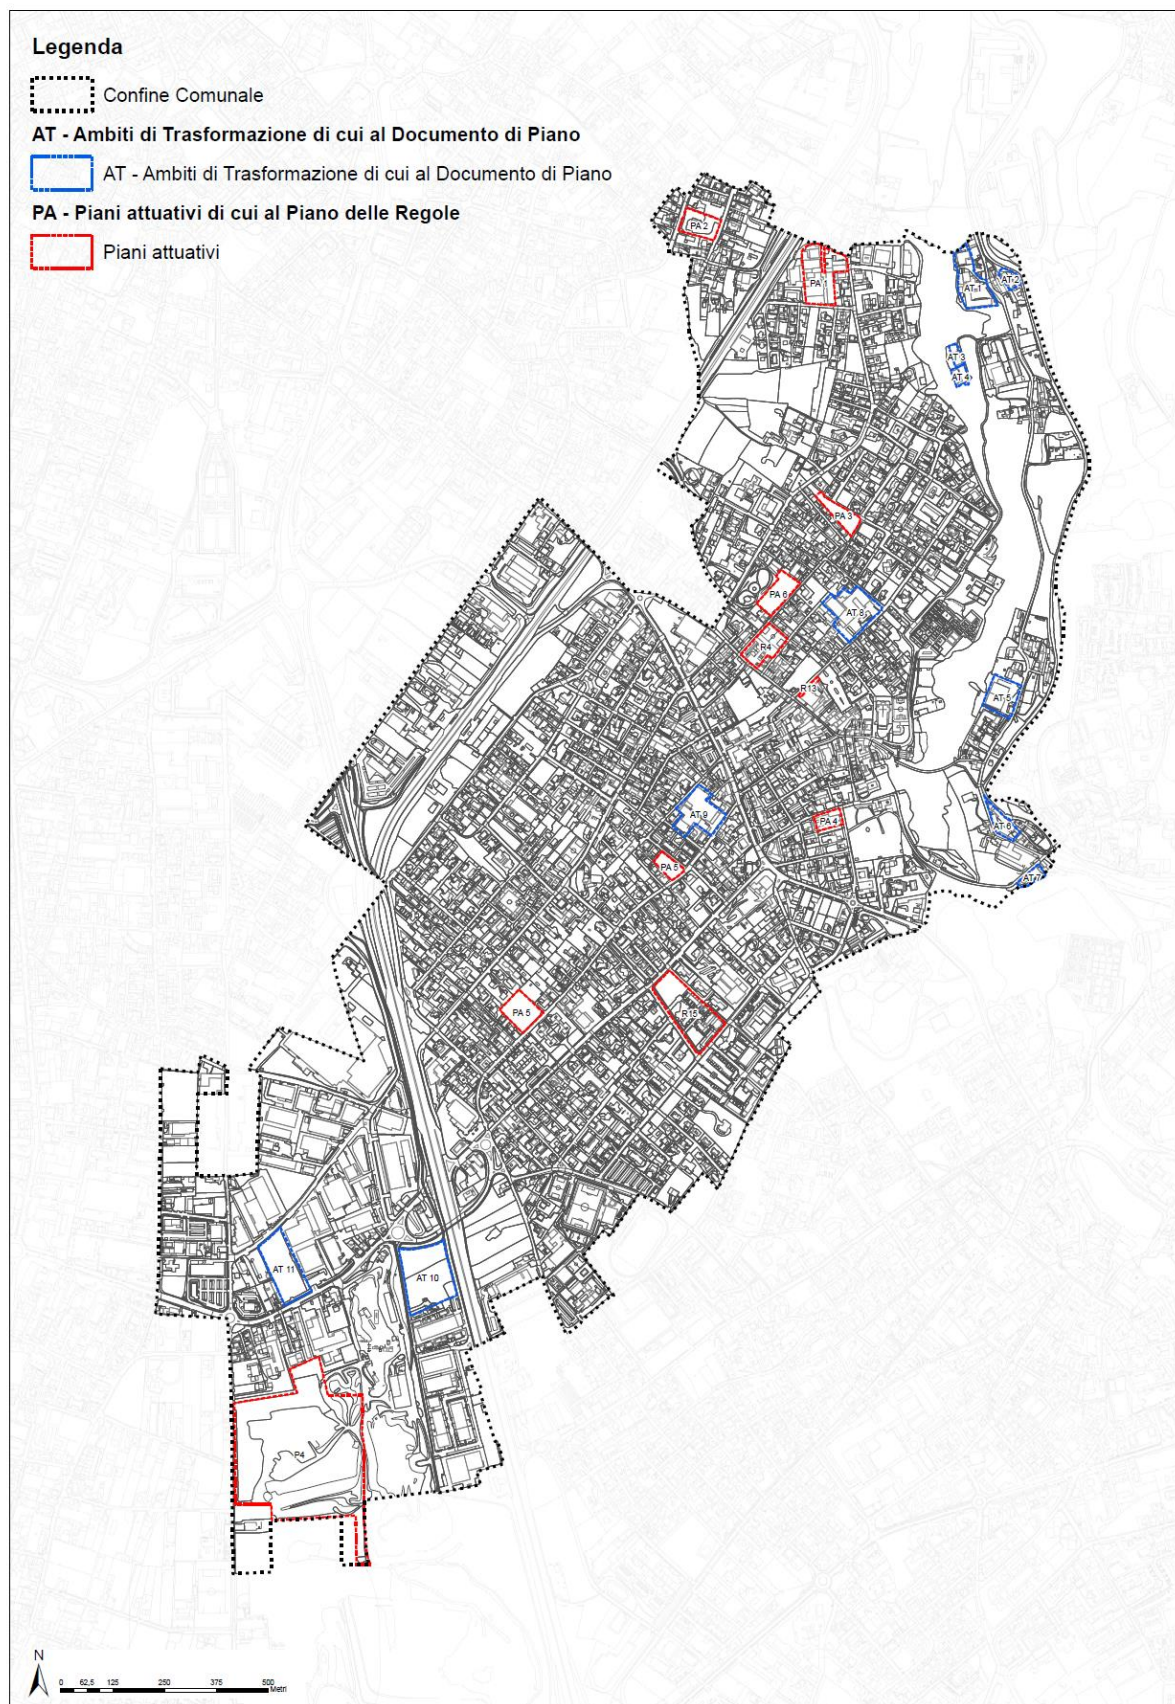 Legenda
Confine Comunale
AT - Ambiti di Trasformazione di cui al Documento di Piano
AT - Ambiti di Trasformazione di cui al Documento di Piano
PA - Piani attuativi di cui al Piano delle Regole
Piani attuativi
PA 2
PA 1
AT 1
AT 2
AT 3
AT 4
PA 3
PA 6
AT 8
R4
R13
AT 5
AT 9
PA 4
AT 6
PA 5
AT 7
PA 5
R15
AT 11
AT 10
P4
N
0 62,5 125 250 375 500
Metri